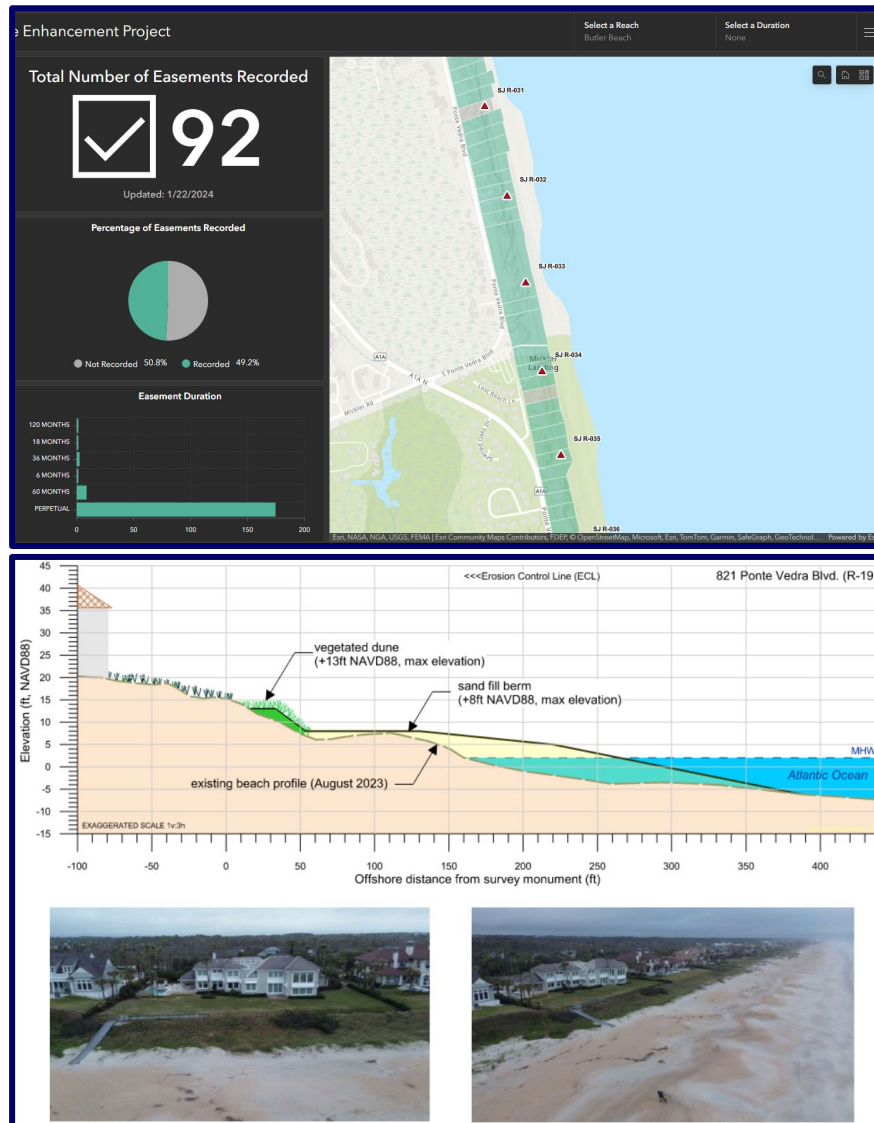 e Enhancement Project
Select a Reach
Butler Beach
Select a Duration
None
Total Number of Easements Recorded
92
Updated: 1/22/2024
Percentage of Easements Recorded
Not Recorded 50.8% Recorded 49.2%
Easement Duration
120 MONTHS
18 MONTHS
36 MONTHS
6 MONTHS
60 MONTHS
PERPETUAL
0 50 100 150 200
SJ R-031
SJ R-032
SJ R-033
SJ R-034
SJ R-035
SJ R-036
Ponte Vedra Blvd
Ponte Vedra Blvd
Mickler
Landing
S Ponte Vedra Blvd
A1A
A1A N
Mickler Rd
Lost Beach Ln
A1A
Ponte V
Esri, NASA, NGA, USGS, FEMA | Esri Community Maps Contributors, FDEP, © OpenStreetMap, Microsoft, Esri, TomTom, Garmin, SafeGraph, GeoTechnol... Powered by Es
<<<Erosion Control Line (ECL)
821 Ponte Vedra Blvd. (R-19
Elevation (ft, NAVD88)
45
40
35
30
25
20
15
10
5
0
-5
-10
-15
vegetated dune
(+13ft NAVD88, max elevation)
sand fill berm
(+8ft NAVD88, max elevation)
existing beach profile (August 2023)
MHW
Atlantic Ocean
EXAGGERATED SCALE 1v:3h
-100 -50 0 50 100 150 200 250 300 350 400
Offshore distance from survey monument (ft)